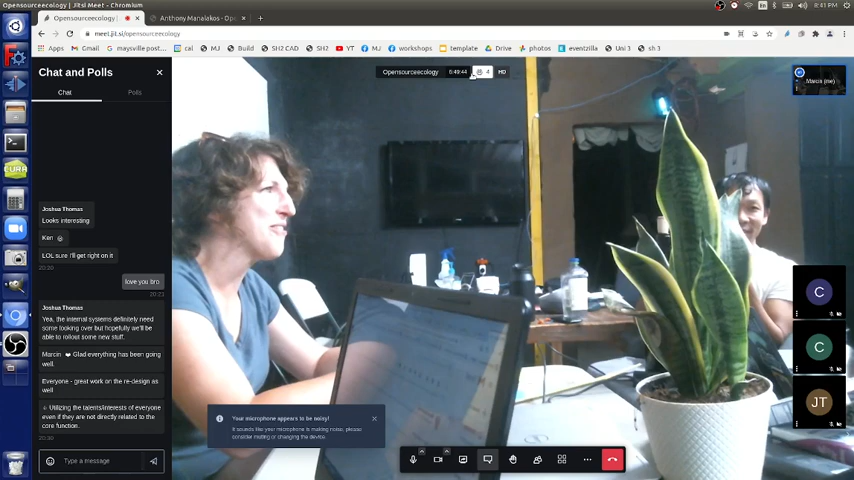 Opensourceecology | Jitsi Meet - Chromium
En
8:41 PM
Opensourceecology
Anthony Manalakos - Ope
meet.jit.si/opensourceecology
Apps
Gmail
maysville post...
cal
MJ
Build
SH2 CAD
SH2
YT
MJ
workshops
template
Drive
photos
eventzilla
Uni 3
sh 3
Chat and Polls
Chat
Polls
Joshua Thomas
Looks interesting
Ken
LOL sure I'll get right on it
20:20
love you bro
20:21
Joshua Thomas
Yea, the internal systems definitely need
some looking over but hopefully we'll be
able to rollout some new stuff.
Marcin ❤ Glad everything has been going
well.
Everyone - great work on the re-design as
well
Utilizing the talents/interests of everyone
even if they are not directly related to the
core function.
20:30
Type a message
Opensourceecology
5:49:44
4
HD
Marcin (me)
C
C
JT
Your microphone appears to be noisy!
It sounds like your microphone is making noise, please
consider muting or changing the device.
CURA